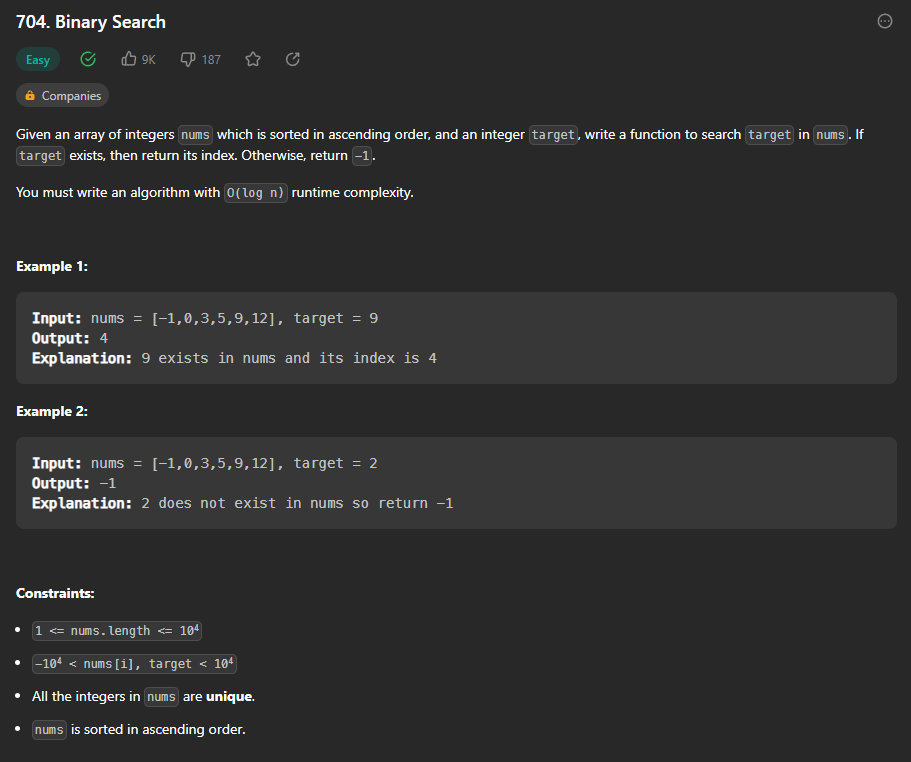 704. Binary Search
Easy 9K 187
Companies
Given an array of integers nums which is sorted in ascending order, and an integer target, write a function to search target in nums. If
target exists, then return its index. Otherwise, return -1.
You must write an algorithm with O(log n) runtime complexity.
Example 1:
Input: nums = [-1,0,3,5,9,12], target = 9
Output: 4
Explanation: 9 exists in nums and its index is 4
Example 2:
Input: nums = [-1,0,3,5,9,12], target = 2
Output: -1
Explanation: 2 does not exist in nums so return -1
Constraints:
• 1 <= nums.length <= 10⁴
• -10⁴ < nums[i], target < 10⁴
• All the integers in nums are unique.
• nums is sorted in ascending order.